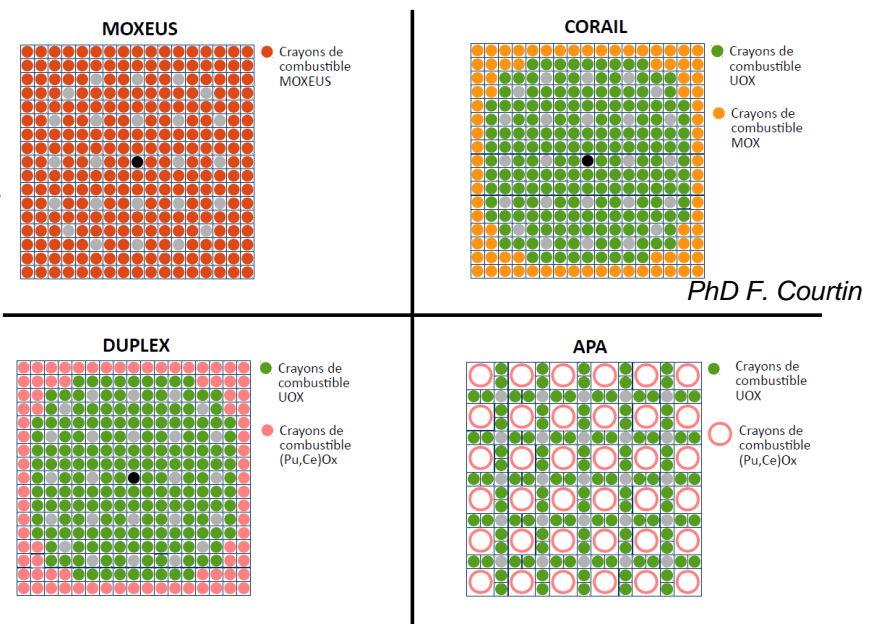 MOXEUS
Crayons de
combustible
MOXEUS
CORAIL
Crayons de
combustible
UOX
Crayons de
combustible
MOX
PhD F. Courtin
DUPLEX
Crayons de
combustible
UOX
Crayons de
combustible
(Pu,Ce)Ox
APA
Crayons de
combustible
UOX
Crayons de
combustible
(Pu,Ce)Ox